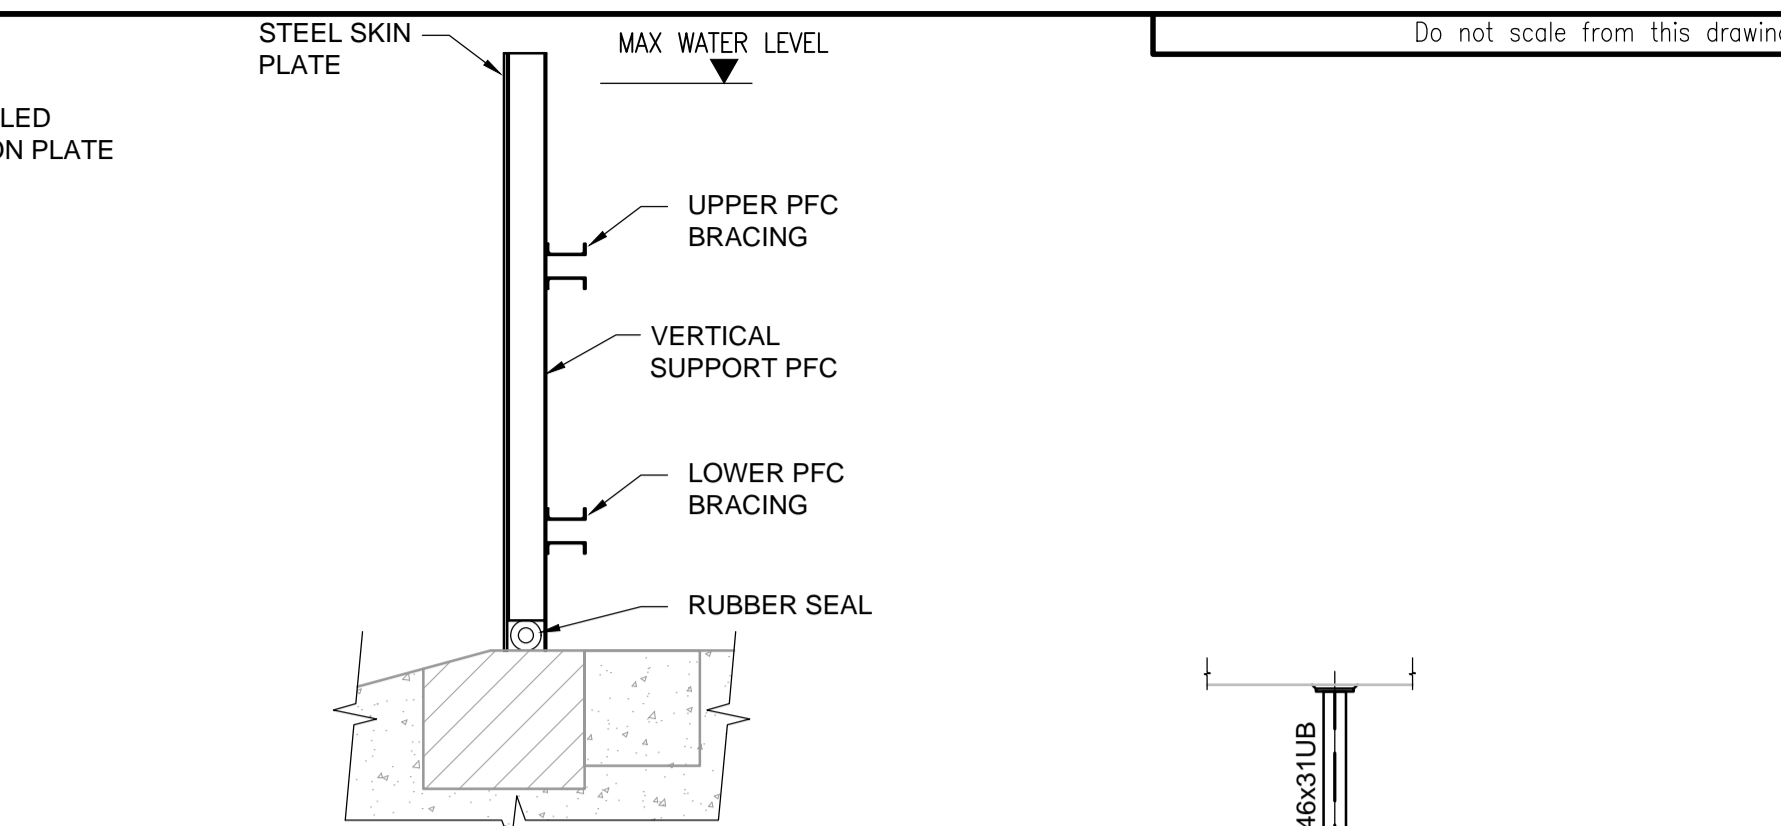 STEEL SKIN
PLATE
MAX WATER LEVEL
Do not scale from this drawing
LED
ON PLATE
UPPER PFC
BRACING
VERTICAL
SUPPORT PFC
LOWER PFC
BRACING
RUBBER SEAL
46x31UB